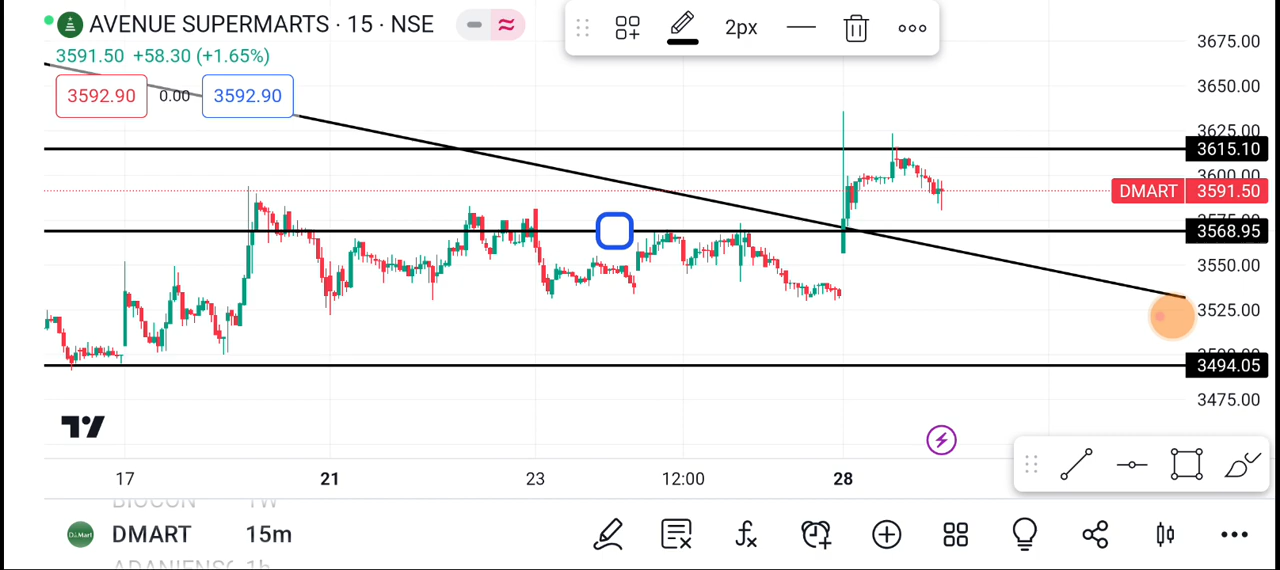 AVENUE SUPERMARTS · 15 · NSE
3591.50 +58.30 (+1.65%)
3592.90 0.00 3592.90
2px
3675.00
3650.00
3625.00
3615.10
3600.00
DMART 3591.50
3568.95
3550.00
3525.00
3494.05
3475.00
17 21 23 12:00 28
BIOCON 1W
DMART 15m